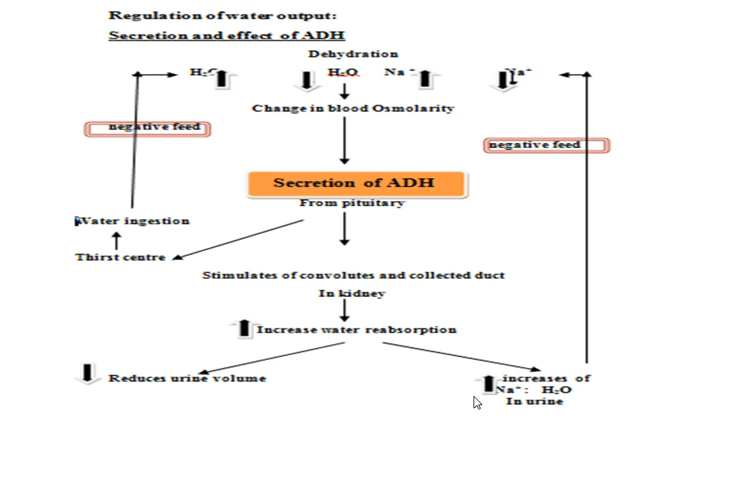 Regulation of water output:
Secretion and effect of ADH
Dehydration
H₂O H₂O Na⁺ Na⁺
Change in blood Osmolarity
negative feed
negative feed
Secretion of ADH
From pituitary
Water ingestion
Thirst centre
Stimulates of convolutes and collected duct
In kidney
Increase water reabsorption
Reduces urine volume
increases of
Na⁺: H₂O
In urine